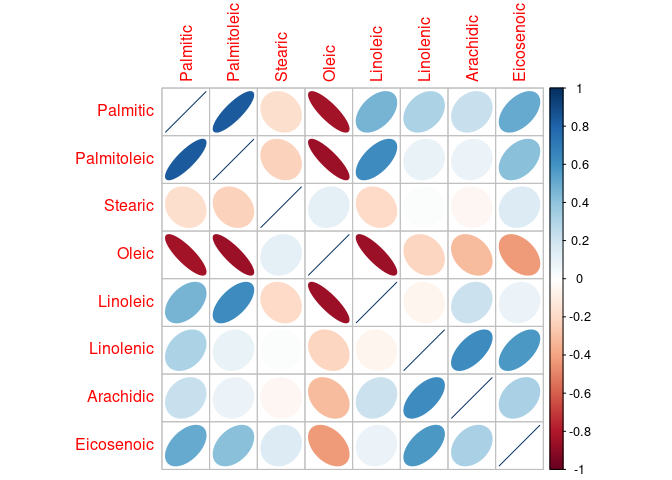 Palmitic
Palmitoleic
Stearic
Oleic
Linoleic
Linolenic
Arachidic
Eicosenoic
Palmitic
Palmitoleic
Stearic
Oleic
Linoleic
Linolenic
Arachidic
Eicosenoic
1
0.8
0.6
0.4
0.2
0
-0.2
-0.4
-0.6
-0.8
-1